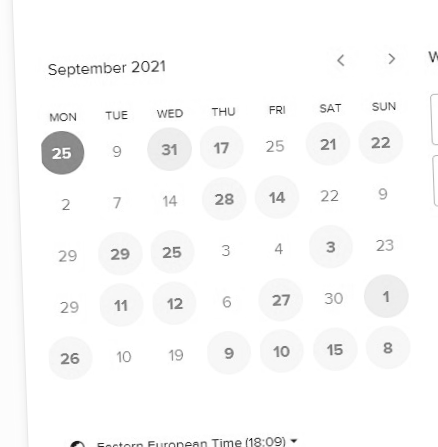 September 2021 < >
W
MON TUE WED THU FRI SAT SUN
25 9 31 17 25 21 22
2 7 14 28 14 22 9
29 29 25 3 4 3 23
29 11 12 6 27 30 1
26 10 19 9 10 15 8
Eastern European Time (18:09)